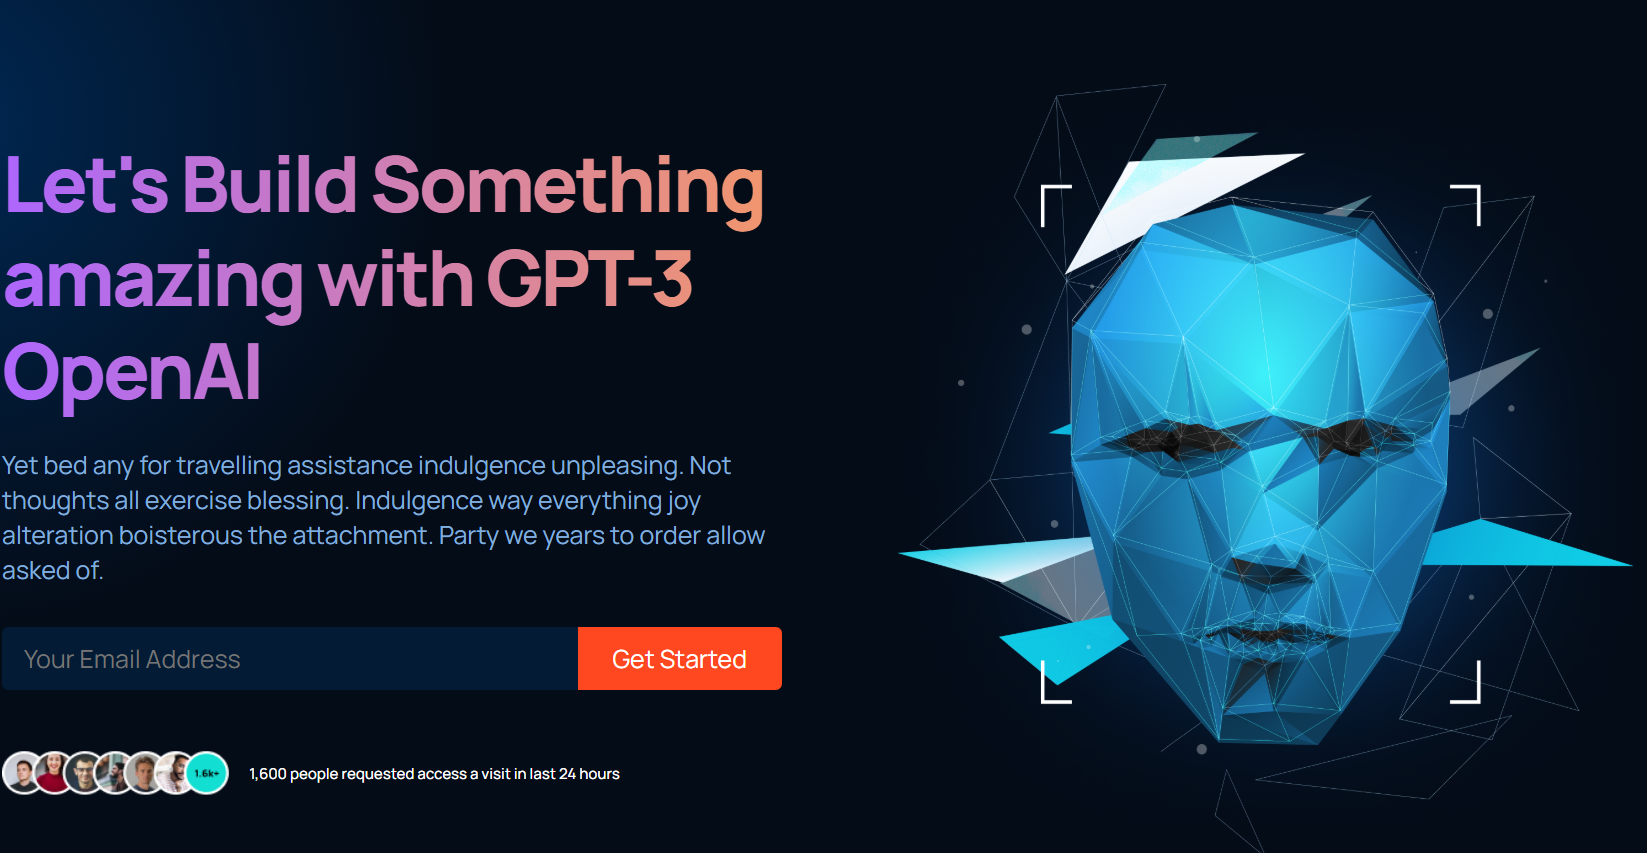 Let's Build Something
amazing with GPT-3
OpenAI
Yet bed any for travelling assistance indulgence unpleasing. Not
thoughts all exercise blessing. Indulgence way everything joy
alteration boisterous the attachment. Party we years to order allow
asked of.
Your Email Address
Get Started
1.6k+
1,600 people requested access a visit in last 24 hours